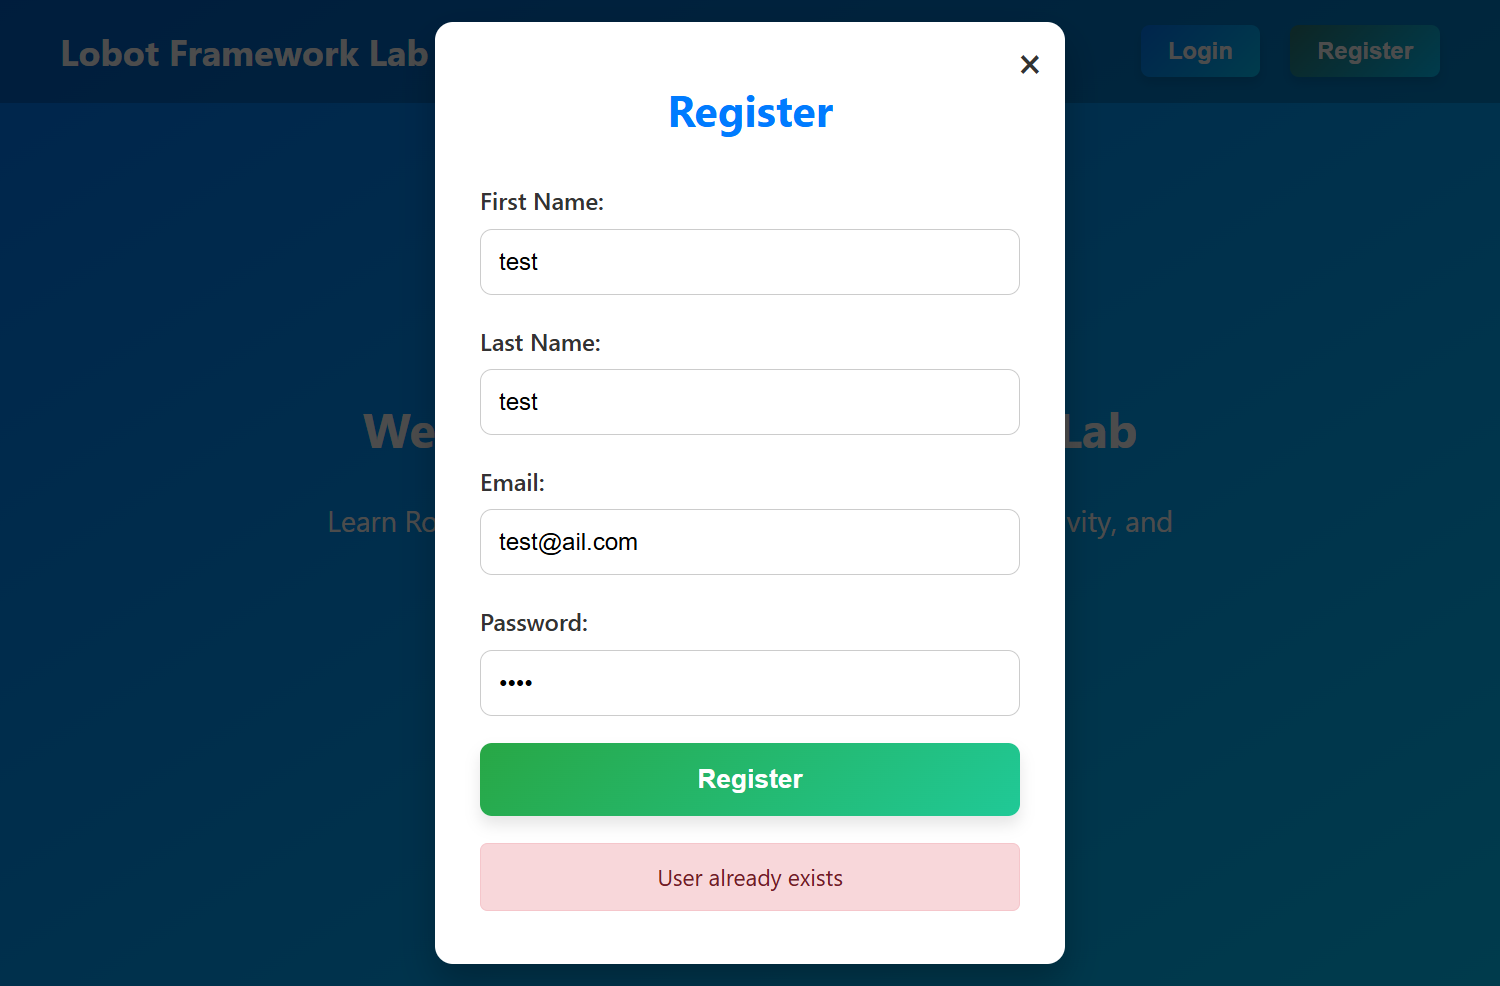 Lobot Framework Lab
Login
Register
×
Register
First Name:
test
Last Name:
test
We
Lab
Email:
Learn Ro
vity, and
test@ail.com
Password:
••••
Register
User already exists